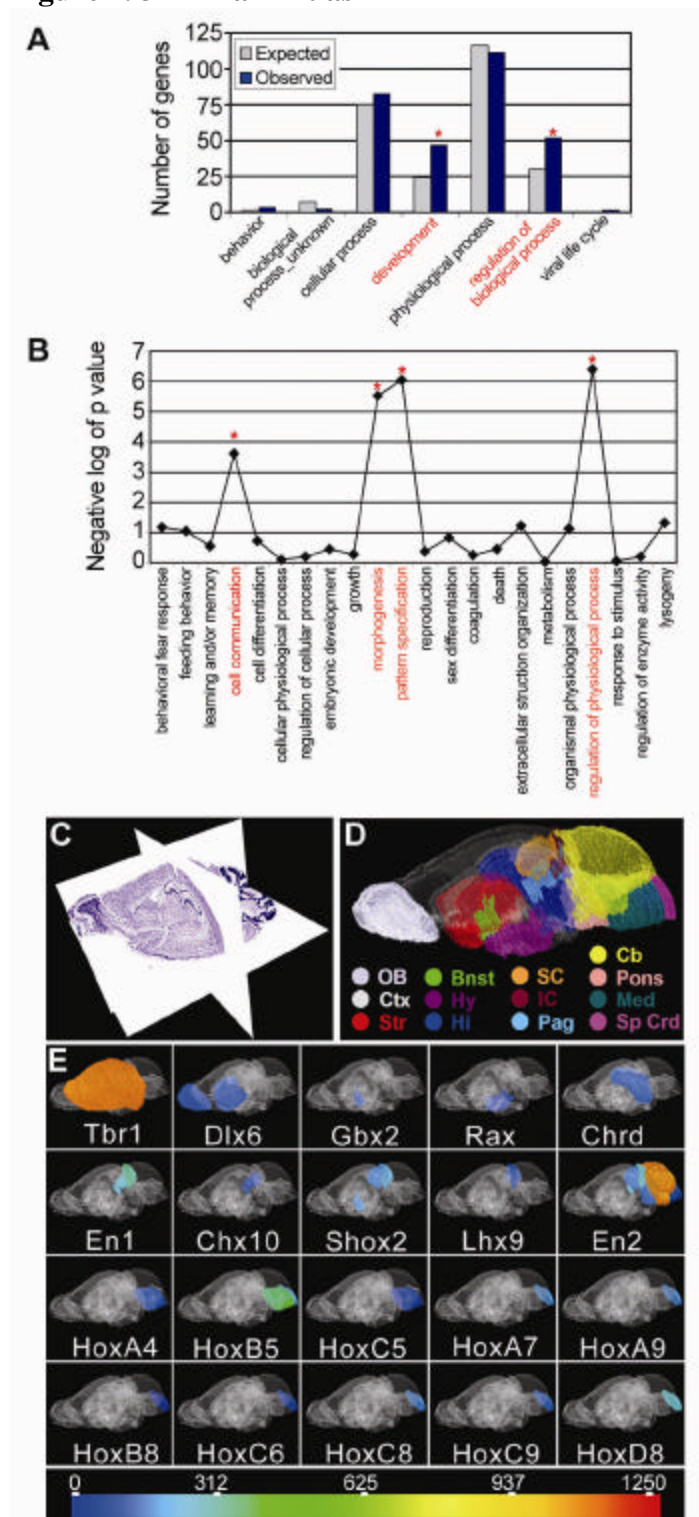 A
125
100
75
50
25
0
Number of genes
Expected
Observed
*
*
behavior
biological
process_unknown
cellular process
development
physiological process
regulation of
biological process
viral life cycle
B
7
6
5
4
3
2
1
0
Negative log of p value
*
*
*
*
behavioral fear response
feeding behavior
learning and/or memory
cell communication
cell differentiation
cellular physiological process
regulation of cellular process
embryonic development
growth
morphogenesis
pattern specification
reproduction
sex differentiation
coagulation
death
extracellular struction organization
metabolism
organismal physiological process
regulation of physiological process
response to stimulus
regulation of enzyme activity
lysogeny
C
D
Cb
OB Bnst SC Pons
Ctx Hy IC Med
Str Hi Pag Sp Crd
E
Tbr1 Dlx6 Gbx2 Rax Chrd
En1 Chx10 Shox2 Lhx9 En2
HoxA4 HoxB5 HoxC5 HoxA7 HoxA9
HoxB8 HoxC6 HoxC8 HoxC9 HoxD8
0 312 625 937 1250